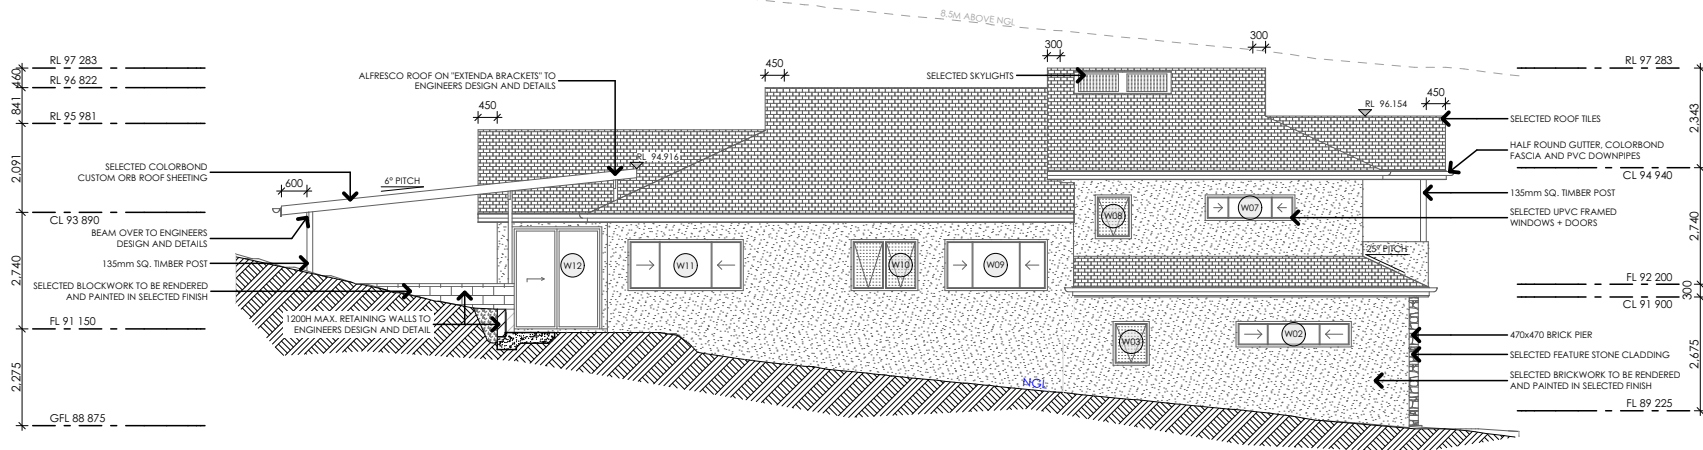 8.5M ABOVE NGL
RL 97 283
RL 96 822
RL 95 981
CL 93 890
FL 91 150
GFL 88 875
460
841
2,091
2,740
2,275
SELECTED COLORBOND
CUSTOM ORB ROOF SHEETING
BEAM OVER TO ENGINEERS
DESIGN AND DETAILS
135mm SQ. TIMBER POST
SELECTED BLOCKWORK TO BE RENDERED
AND PAINTED IN SELECTED FINISH
600
6° PITCH
ALFRESCO ROOF ON "EXTENDA BRACKETS" TO
ENGINEERS DESIGN AND DETAILS
450
RL 94.916
450
1200H MAX. RETAINING WALLS TO
ENGINEERS DESIGN AND DETAIL
W12
W11
W10
W09
SELECTED SKYLIGHTS
300
300
W08
W07
W03
W02
NGL
RL 96.154
450
25° PITCH
SELECTED ROOF TILES
HALF ROUND GUTTER, COLORBOND
FASCIA AND PVC DOWNPIPES
135mm SQ. TIMBER POST
SELECTED UPVC FRAMED
WINDOWS + DOORS
470x470 BRICK PIER
SELECTED FEATURE STONE CLADDING
SELECTED BRICKWORK TO BE RENDERED
AND PAINTED IN SELECTED FINISH
RL 97 283
CL 94 940
FL 92 200
CL 91 900
FL 89 225
2,343
2,740
300
2,675